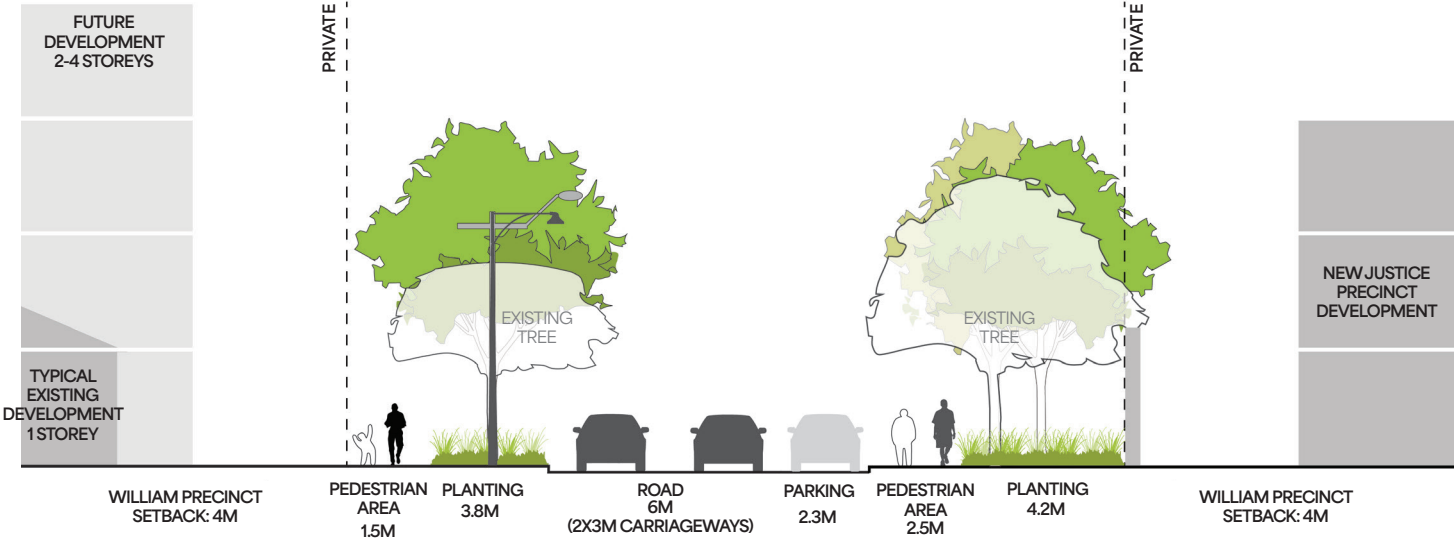 FUTURE
DEVELOPMENT
2-4 STOREYS
PRIVATE
PRIVATE
EXISTING
TREE
EXISTING
TREE
NEW JUSTICE
PRECINCT
DEVELOPMENT
TYPICAL
EXISTING
DEVELOPMENT
1 STOREY
WILLIAM PRECINCT
SETBACK: 4M
PEDESTRIAN
AREA
1.5M
PLANTING
3.8M
ROAD
6M
(2X3M CARRIAGEWAYS)
PARKING
2.3M
PEDESTRIAN
AREA
2.5M
PLANTING
4.2M
WILLIAM PRECINCT
SETBACK: 4M